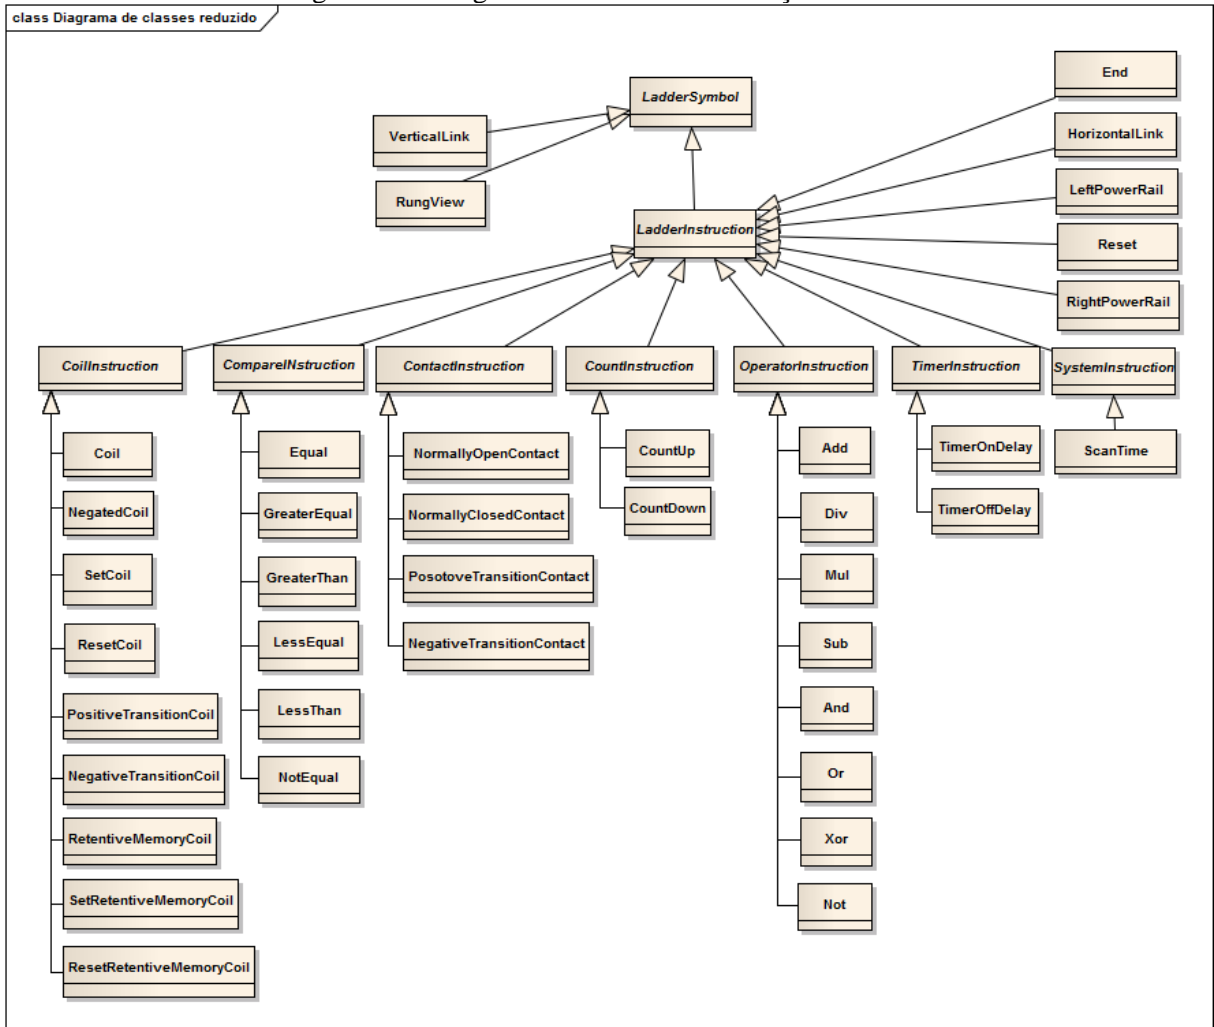 class Diagrama de classes reduzido
LadderSymbol
End
VerticalLink
HorizontalLink
RungView
LeftPowerRail
LadderInstruction
Reset
RightPowerRail
CoilInstruction
CompareINstruction
ContactInstruction
CountInstruction
OperatorInstruction
TimerInstruction
SystemInstruction
Coil
NegatedCoil
SetCoil
ResetCoil
PositiveTransitionCoil
NegativeTransitionCoil
RetentiveMemoryCoil
SetRetentiveMemoryCoil
ResetRetentiveMemoryCoil
Equal
GreaterEqual
GreaterThan
LessEqual
LessThan
NotEqual
NormallyOpenContact
NormallyClosedContact
PosotoveTransitionContact
NegativeTransitionContact
CountUp
CountDown
Add
Div
Mul
Sub
And
Or
Xor
Not
TimerOnDelay
TimerOffDelay
ScanTime